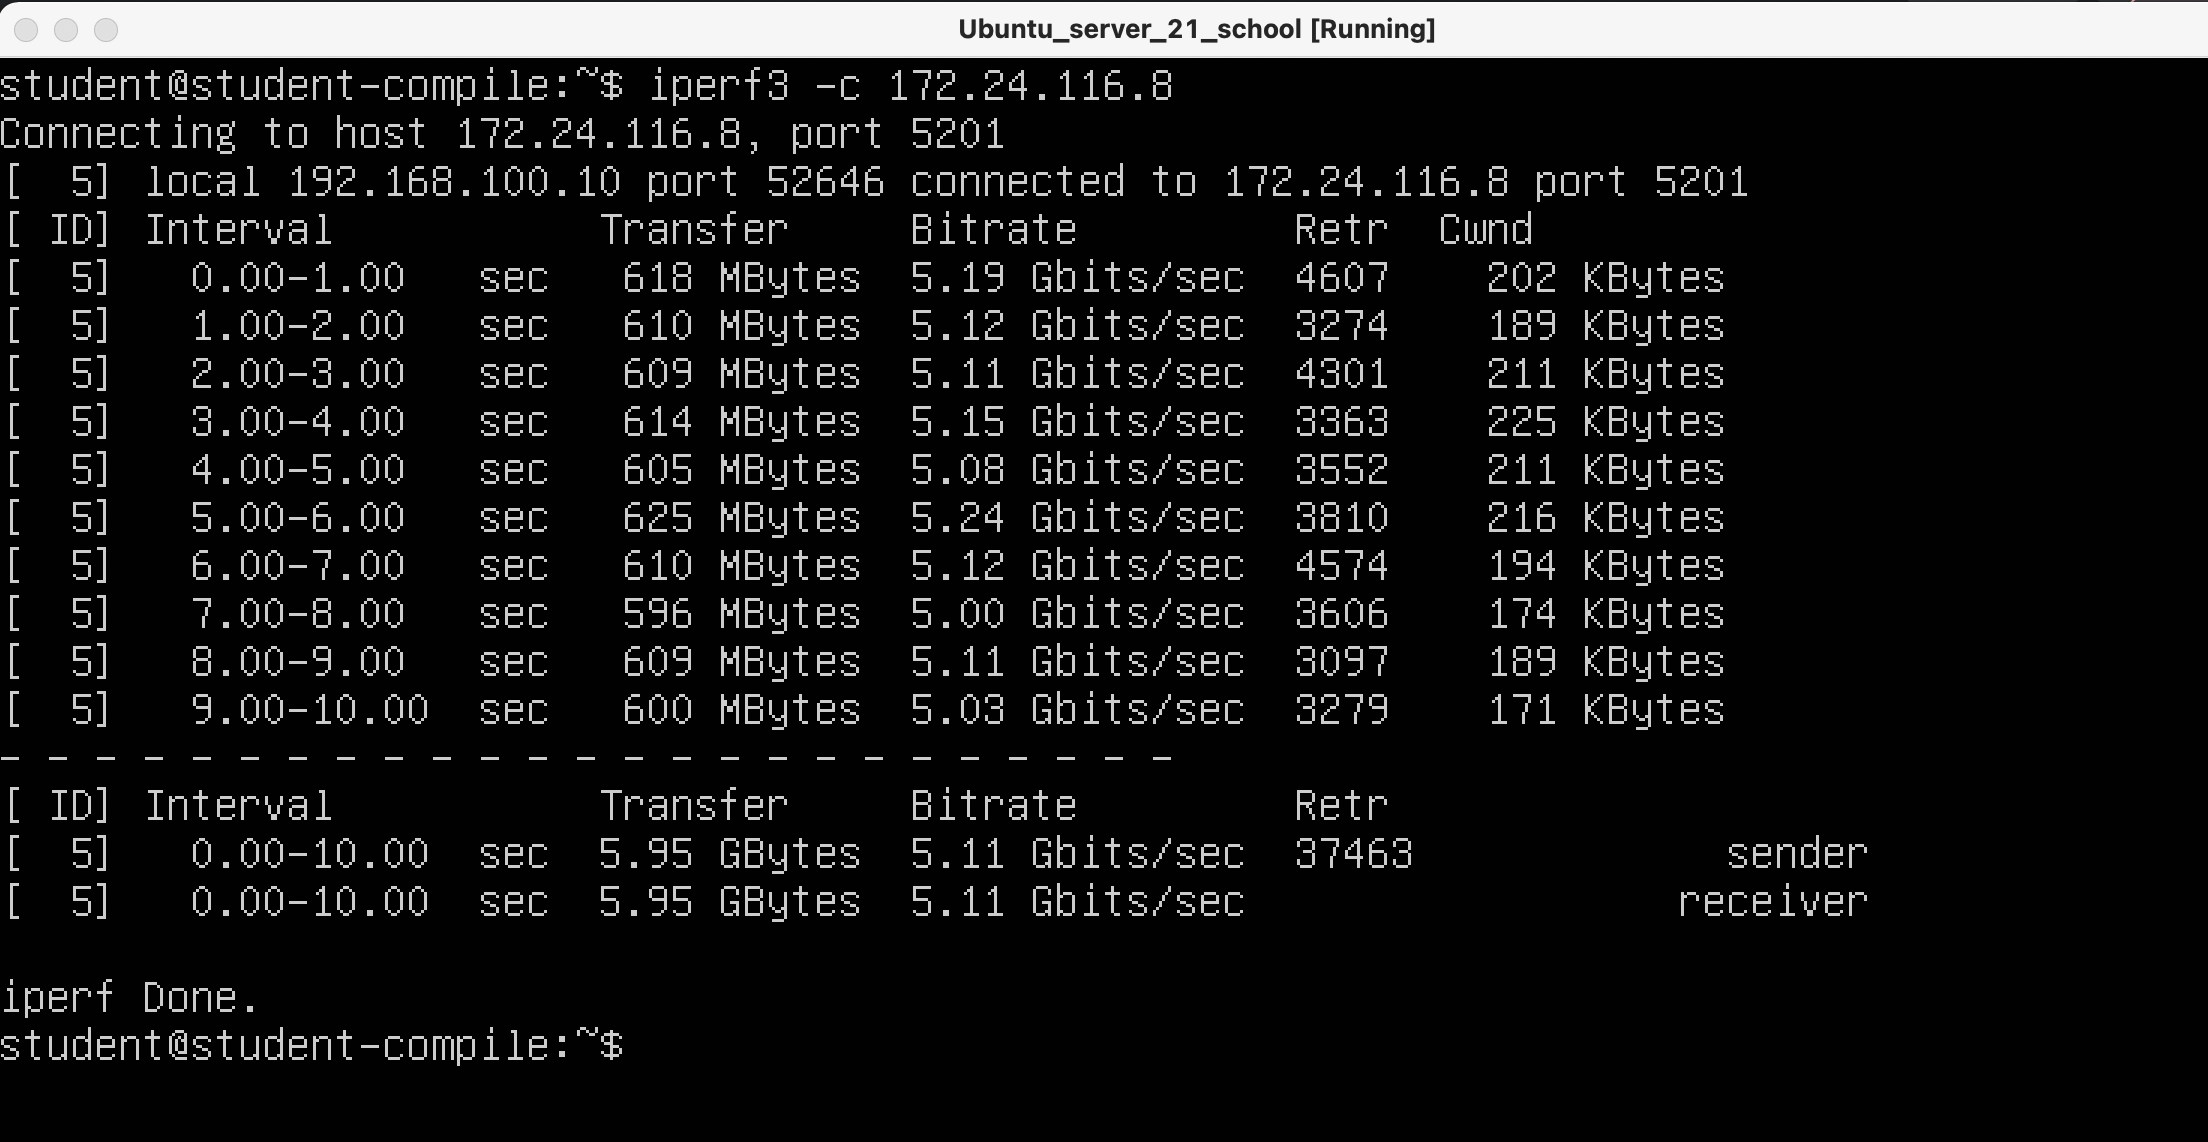 Ubuntu_server_21_school [Running]
student@student-compile:~$ iperf3 -c 172.24.116.8
Connecting to host 172.24.116.8, port 5201
[  5] local 192.168.100.10 port 52646 connected to 172.24.116.8 port 5201
[ ID] Interval           Transfer     Bitrate         Retr  Cwnd
[  5]   0.00-1.00   sec   618 MBytes  5.19 Gbits/sec  4607    202 KBytes
[  5]   1.00-2.00   sec   610 MBytes  5.12 Gbits/sec  3274    189 KBytes
[  5]   2.00-3.00   sec   609 MBytes  5.11 Gbits/sec  4301    211 KBytes
[  5]   3.00-4.00   sec   614 MBytes  5.15 Gbits/sec  3363    225 KBytes
[  5]   4.00-5.00   sec   605 MBytes  5.08 Gbits/sec  3552    211 KBytes
[  5]   5.00-6.00   sec   625 MBytes  5.24 Gbits/sec  3810    216 KBytes
[  5]   6.00-7.00   sec   610 MBytes  5.12 Gbits/sec  4574    194 KBytes
[  5]   7.00-8.00   sec   596 MBytes  5.00 Gbits/sec  3606    174 KBytes
[  5]   8.00-9.00   sec   609 MBytes  5.11 Gbits/sec  3097    189 KBytes
[  5]   9.00-10.00  sec   600 MBytes  5.03 Gbits/sec  3279    171 KBytes
- - - - - - - - - - - - - - - - - - - - - - - - -
[ ID] Interval           Transfer     Bitrate         Retr
[  5]   0.00-10.00  sec  5.95 GBytes  5.11 Gbits/sec  37463             sender
[  5]   0.00-10.00  sec  5.95 GBytes  5.11 Gbits/sec                  receiver
iperf Done.
student@student-compile:~$